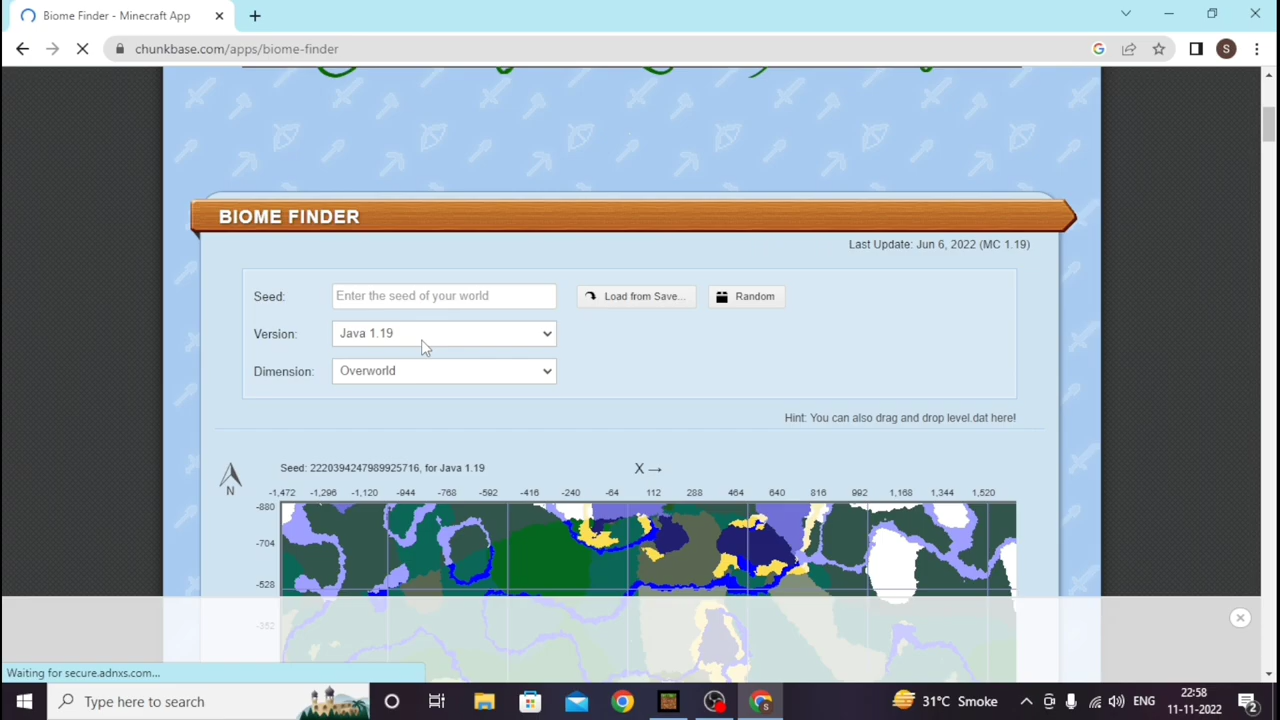 Biome Finder - Minecraft App
chunkbase.com/apps/biome-finder
S
BIOME FINDER
Last Update: Jun 6, 2022 (MC 1.19)
Seed: Enter the seed of your world Load from Save... Random
Version: Java 1.19
Dimension: Overworld
Hint: You can also drag and drop level.dat here!
Seed: 2220394247989925716, for Java 1.19 X →
N
-1,472 -1,296 -1,120 -944 -768 -592 -416 -240 -64 112 288 464 640 816 992 1,168 1,344 1,520
-880
-704
-528
-352
Waiting for secure.adnxs.com...
Type here to search 31°C Smoke ENG 22:58
11-11-2022 2